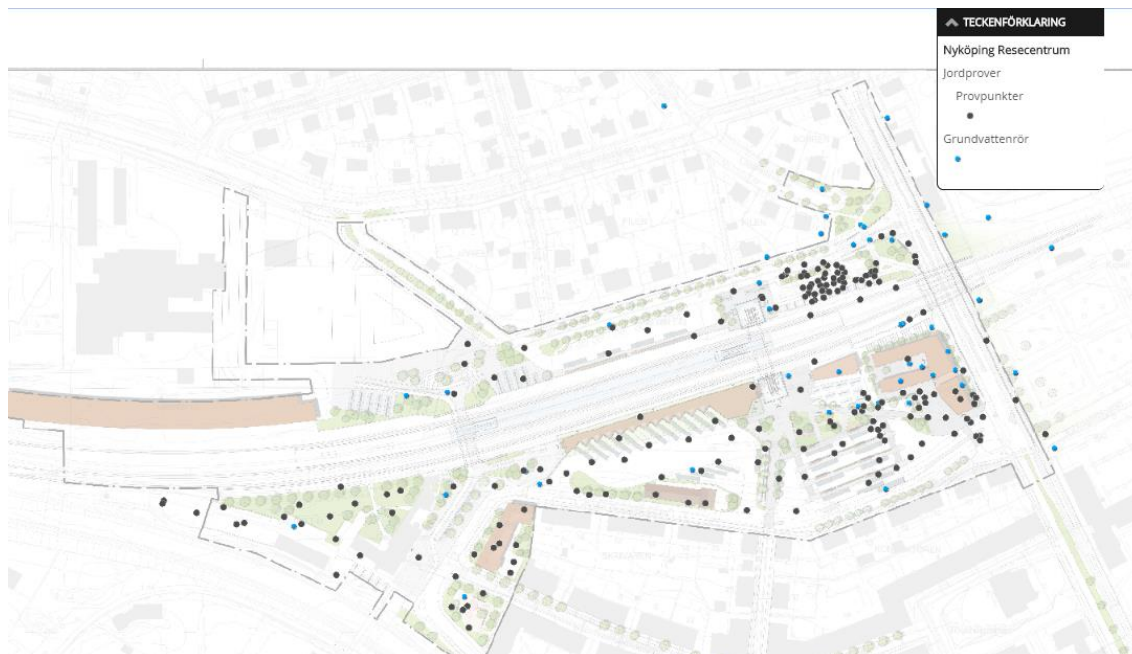 TECKENFÖRKLARING
Nyköping Resecentrum
Jordprover
Provpunkter
Grundvattenrör